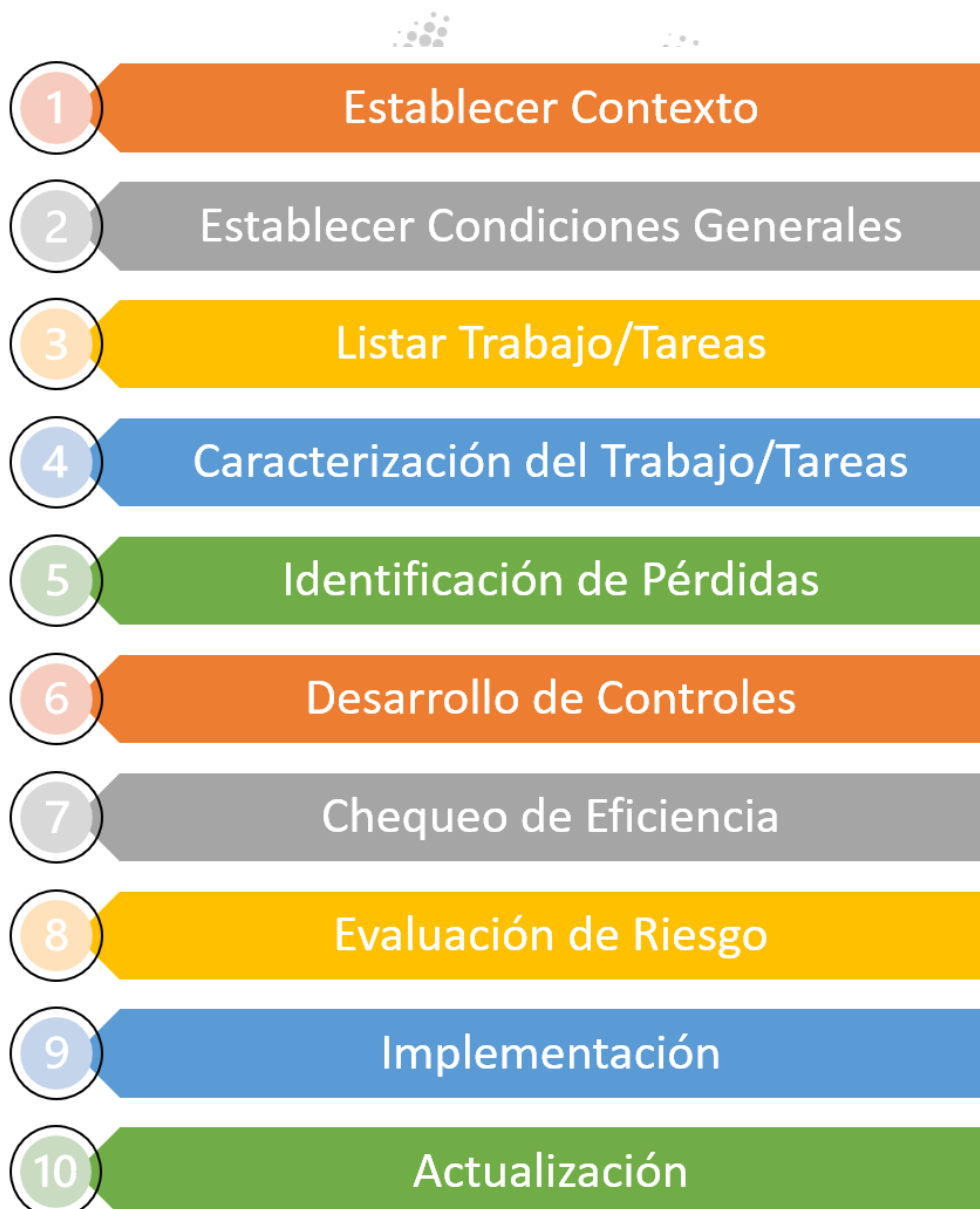 1 Establecer Contexto
2 Establecer Condiciones Generales
3 Listar Trabajo/Tareas
4 Caracterización del Trabajo/Tareas
5 Identificación de Pérdidas
6 Desarrollo de Controles
7 Chequeo de Eficiencia
8 Evaluación de Riesgo
9 Implementación
10 Actualización